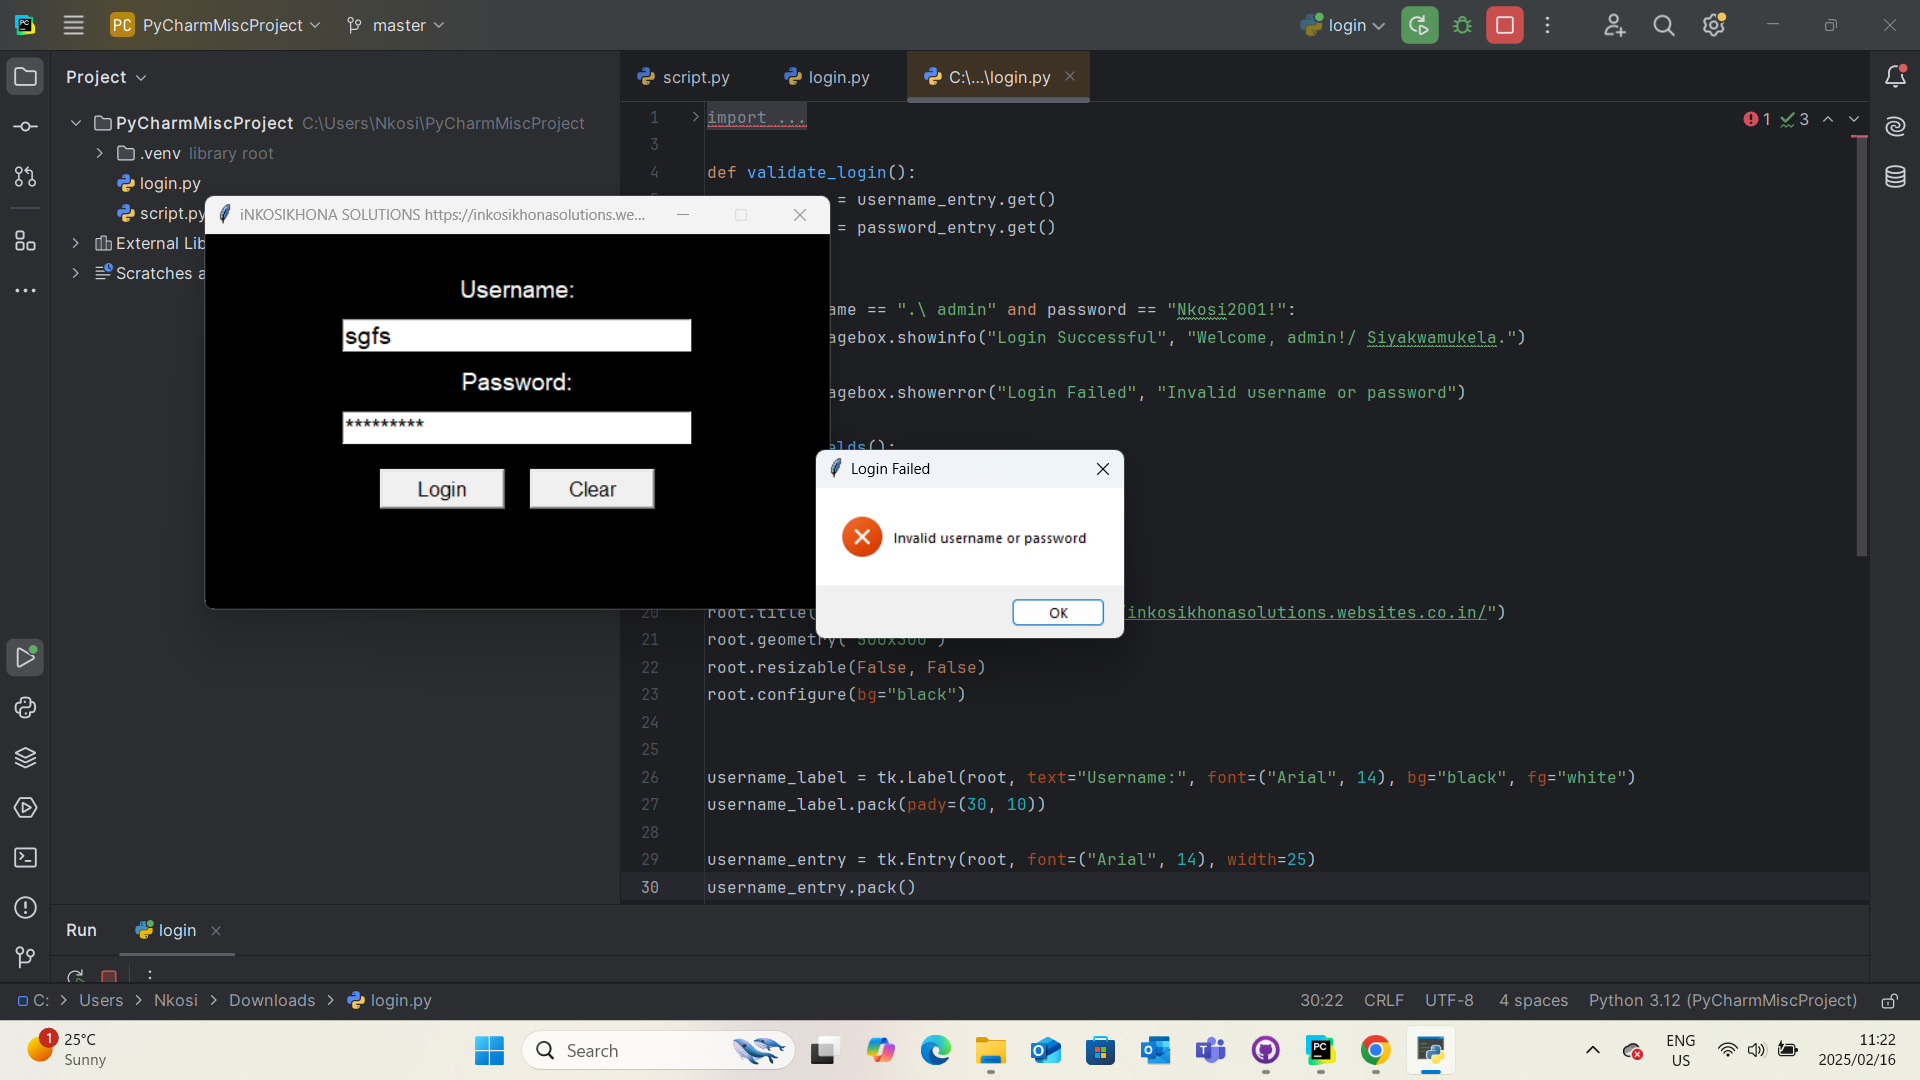 PC PyCharmMiscProject master login
Project
script.py login.py C:\...\login.py
PyCharmMiscProject C:\Users\Nkosi\PyCharmMiscProject
.venv library root
login.py
script.py
External Lib
Scratches a
1 import ...
1 3
3
4 def validate_login():
= username_entry.get()
= password_entry.get()
ame == ".\ admin" and password == "Nkosi2001!":
agebox.showinfo("Login Successful", "Welcome, admin!/ Siyakwamukela.")
agebox.showerror("Login Failed", "Invalid username or password")
elds():
iNKOSIKHONA SOLUTIONS https://inkosikhonasolutions.we...
Username:
sgfs
Password:
*********
Login Clear
Login Failed
Invalid username or password
OK
20 root.title( inkosikhonasolutions.websites.co.in/")
21 root.geometry("500x300")
22 root.resizable(False, False)
23 root.configure(bg="black")
24
25
26 username_label = tk.Label(root, text="Username:", font=("Arial", 14), bg="black", fg="white")
27 username_label.pack(pady=(30, 10))
28
29 username_entry = tk.Entry(root, font=("Arial", 14), width=25)
30 username_entry.pack()
Run login
C: Users Nkosi Downloads login.py
30:22 CRLF UTF-8 4 spaces Python 3.12 (PyCharmMiscProject)
1 25°C
Sunny
Search
ENG
US
11:22
2025/02/16